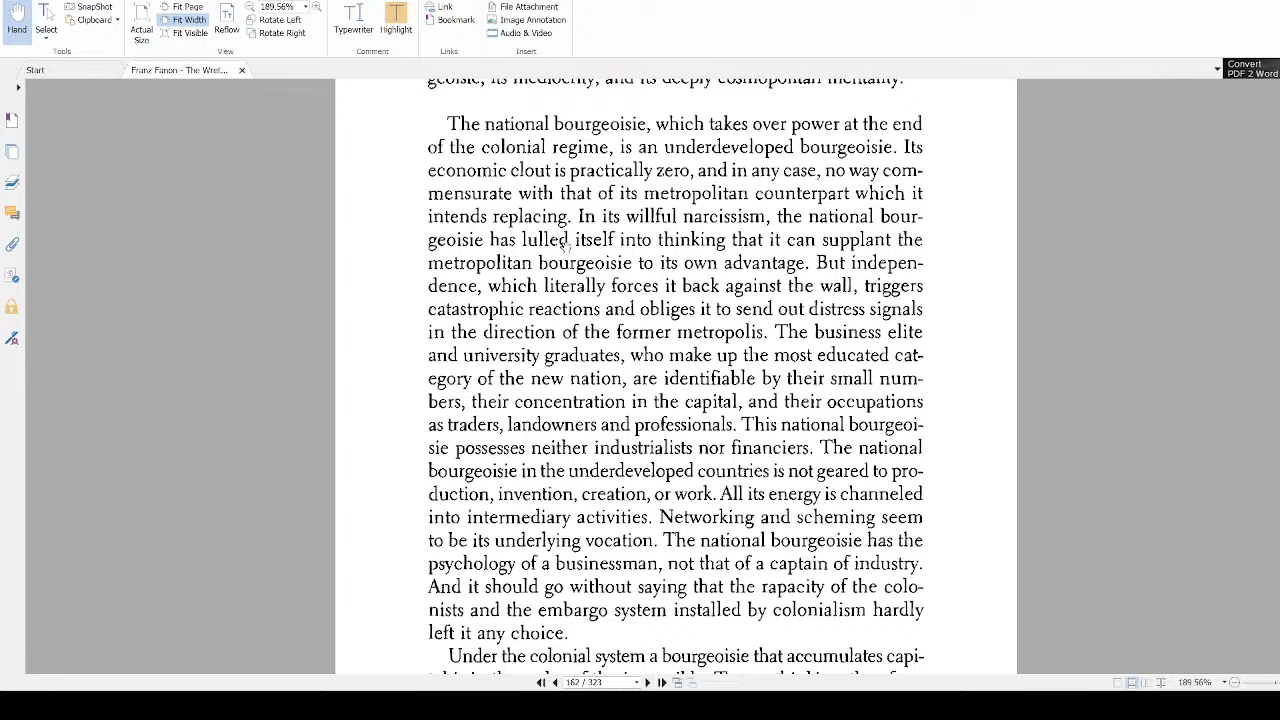 SnapShot
Clipboard
Hand
Select
Tools
Actual
Size
Fit Page
Fit Width
Fit Visible
Reflow
189.56%
Rotate Left
Rotate Right
View
Typewriter
Highlight
Comment
Link
Bookmark
Links
File Attachment
Image Annotation
Audio & Video
Insert
Start
Franz Fanon - The Wret...
Convert
PDF 2 Word
geoisie, its mediocrity, and its deeply cosmopolitan mentality.
The national bourgeoisie, which takes over power at the end
of the colonial regime, is an underdeveloped bourgeoisie. Its
economic clout is practically zero, and in any case, no way com-
mensurate with that of its metropolitan counterpart which it
intends replacing. In its willful narcissism, the national bour-
geoisie has lulled itself into thinking that it can supplant the
metropolitan bourgeoisie to its own advantage. But indepen-
dence, which literally forces it back against the wall, triggers
catastrophic reactions and obliges it to send out distress signals
in the direction of the former metropolis. The business elite
and university graduates, who make up the most educated cat-
egory of the new nation, are identifiable by their small num-
bers, their concentration in the capital, and their occupations
as traders, landowners and professionals. This national bourgeoi-
sie possesses neither industrialists nor financiers. The national
bourgeoisie in the underdeveloped countries is not geared to pro-
duction, invention, creation, or work. All its energy is channeled
into intermediary activities. Networking and scheming seem
to be its underlying vocation. The national bourgeoisie has the
psychology of a businessman, not that of a captain of industry.
And it should go without saying that the rapacity of the colo-
nists and the embargo system installed by colonialism hardly
left it any choice.
Under the colonial system a bourgeoisie that accumulates capi-
162 / 323
189.56%